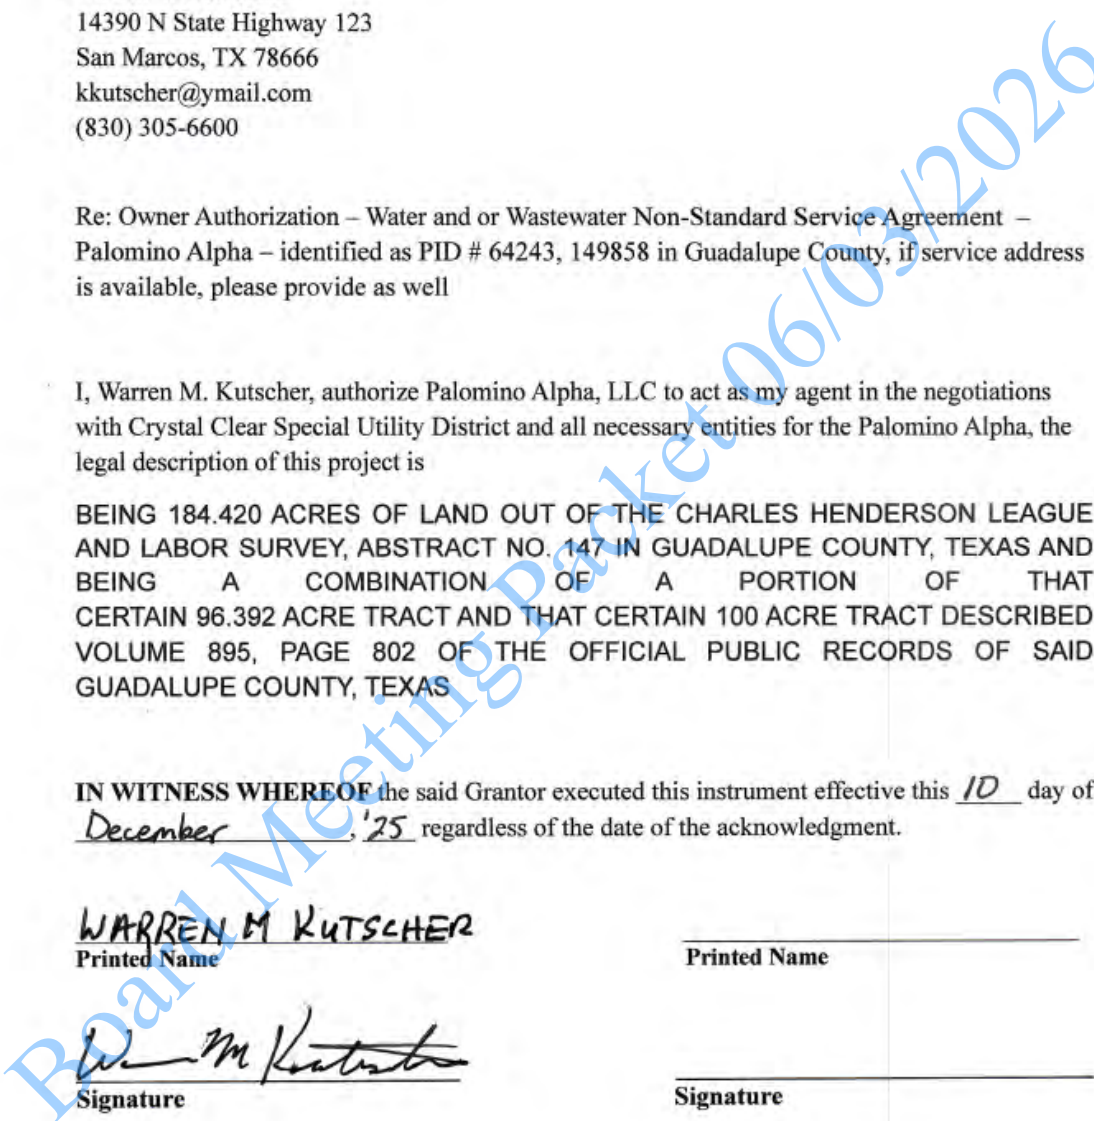 14390 N State Highway 123
San Marcos, TX 78666
kkutscher@ymail.com
(830) 305-6600
Re: Owner Authorization – Water and or Wastewater Non-Standard Service Agreement –
Palomino Alpha – identified as PID # 64243, 149858 in Guadalupe County, if service address
is available, please provide as well
I, Warren M. Kutscher, authorize Palomino Alpha, LLC to act as my agent in the negotiations
with Crystal Clear Special Utility District and all necessary entities for the Palomino Alpha, the
legal description of this project is
BEING 184.420 ACRES OF LAND OUT OF THE CHARLES HENDERSON LEAGUE
AND LABOR SURVEY, ABSTRACT NO. 147 IN GUADALUPE COUNTY, TEXAS AND
BEING A COMBINATION OF A PORTION OF THAT
CERTAIN 96.392 ACRE TRACT AND THAT CERTAIN 100 ACRE TRACT DESCRIBED
VOLUME 895, PAGE 802 OF THE OFFICIAL PUBLIC RECORDS OF SAID
GUADALUPE COUNTY, TEXAS
IN WITNESS WHEREOF the said Grantor executed this instrument effective this 10 day of
December, '25 regardless of the date of the acknowledgment.
WARREN M KUTSCHER
Printed Name
Printed Name
W M Kutscher
Signature
Signature
Board Meeting Packet 06/03/2026